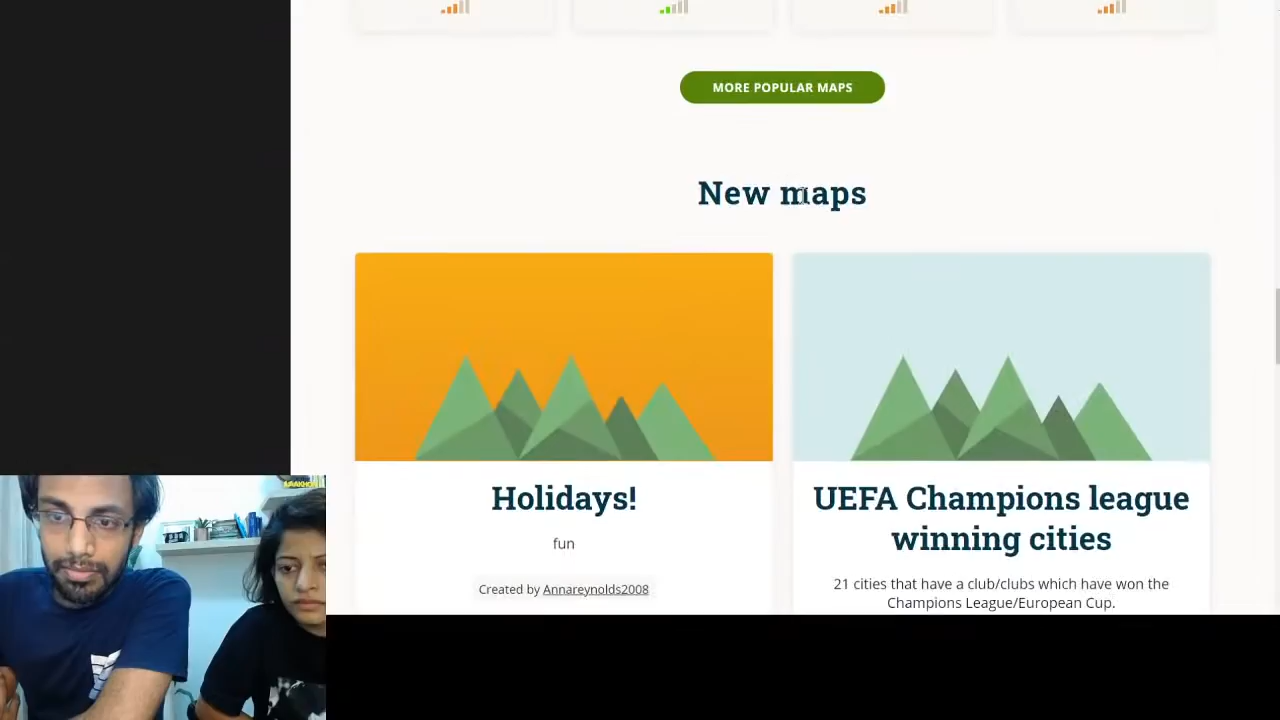 MORE POPULAR MAPS
New maps
Holidays!
fun
Created by Annareynolds2008
UEFA Champions league
winning cities
21 cities that have a club/clubs which have won the
Champions League/European Cup.